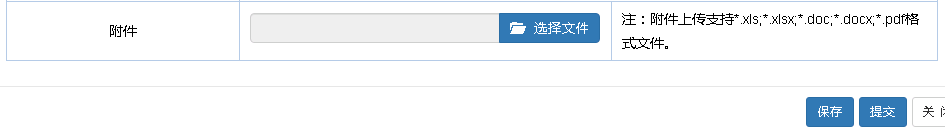 附件
选择文件
注：附件上传支持*.xls;*.xlsx;*.doc;*.docx;*.pdf格
式文件。
保存 提交 关